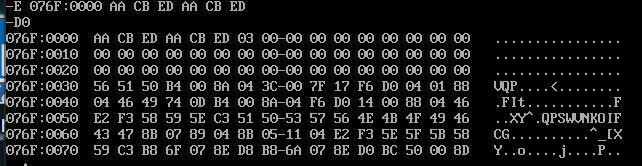 -E 076F:0000 AA CB ED AA CB ED
-D0
076F:0000 AA CB ED AA CB ED 03 00-00 00 00 00 00 00 00 00 ................
076F:0010 00 00 00 00 00 00 00 00-00 00 00 00 00 00 00 00 ................
076F:0020 00 00 00 00 00 00 00 00-00 00 00 00 00 00 00 00 ................
076F:0030 56 51 50 B4 00 8A 04 3C-00 7F 17 F6 D0 04 01 88 VQP....<........
076F:0040 04 46 49 74 0D B4 00 8A-04 F6 D0 14 00 88 04 46 .FIt...........F
076F:0050 E2 F3 58 59 5E C3 51 50-53 57 56 4E 4B 4F 49 46 ..XY^.QPSWVNKOIF
076F:0060 43 47 8B 07 89 04 8B 05-11 04 E2 F3 5E 5F 5B 58 CG..........^_[X
076F:0070 59 C3 B8 6F 07 8E D8 B8-6A 07 8E D0 BC 50 00 8D Y..o....j....P..